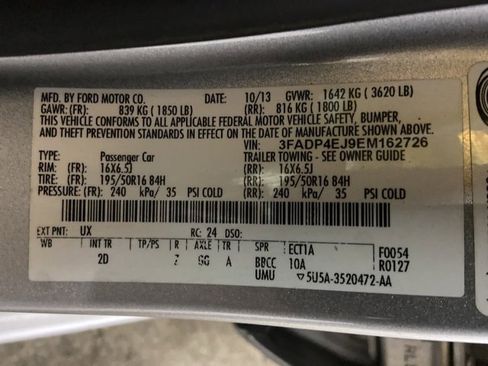 MFD. BY FORD MOTOR CO. DATE: 10/13 GVWR: 1642 KG ( 3620 LB)
GAWR: (FR): 839 KG ( 1850 LB) (RR): 816 KG ( 1800 LB)
THIS VEHICLE CONFORMS TO ALL APPLICABLE FEDERAL MOTOR VEHICLE SAFETY, BUMPER,
AND THEFT PREVENTION STANDARDS IN EFFECT ON THE DATE OF MANUFACTURE SHOWN ABOVE.
VIN: 3FADP4EJ9EM162726
TYPE: Passenger Car TRAILER TOWING - SEE OWNER GUIDE
RIM: (FR): 16X6.5J (RR): 16X6.5J
TIRE: (FR): 195/50R16 84H (RR): 195/50R16 84H
PRESSURE: (FR): 240 kPa/ 35 PSI COLD (RR): 240 kPa/ 35 PSI COLD
EXT PNT: UX RC: 24 DSO:
WB INT TR TP/PS R AXLE TR SPR ECT1A F0054
2D Z GG A BBCC 10A R0127
UMU ▽5U5A-3520472-AA